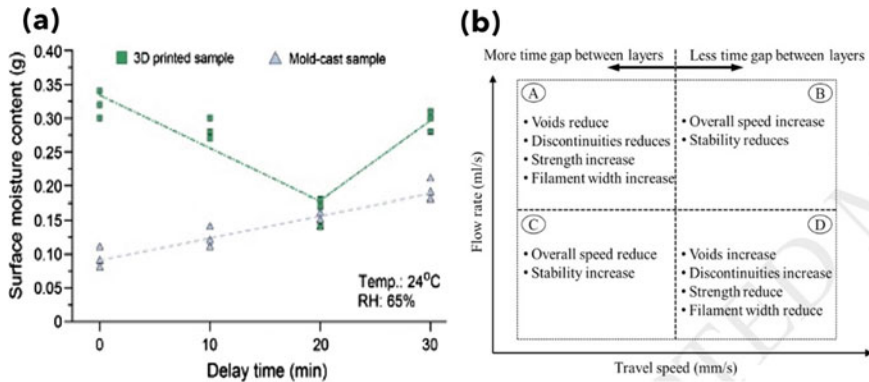 (a)
Surface moisture content (g)
0.40
0.35
0.30
0.25
0.20
0.15
0.10
0.05
0
3D printed sample
Mold-cast sample
Temp.: 24⁰C
RH: 65%
0 10 20 30
Delay time (min)
(b)
More time gap between layers
Less time gap between layers
Flow rate (ml/s)
A
• Voids reduce
• Discontinuities reduces
• Strength increase
• Filament width increase
B
• Overall speed increase
• Stability reduces
C
• Overall speed reduce
• Stability increase
D
• Voids increase
• Discontinuities increase
• Strength reduce
• Filament width reduce
Travel speed (mm/s)